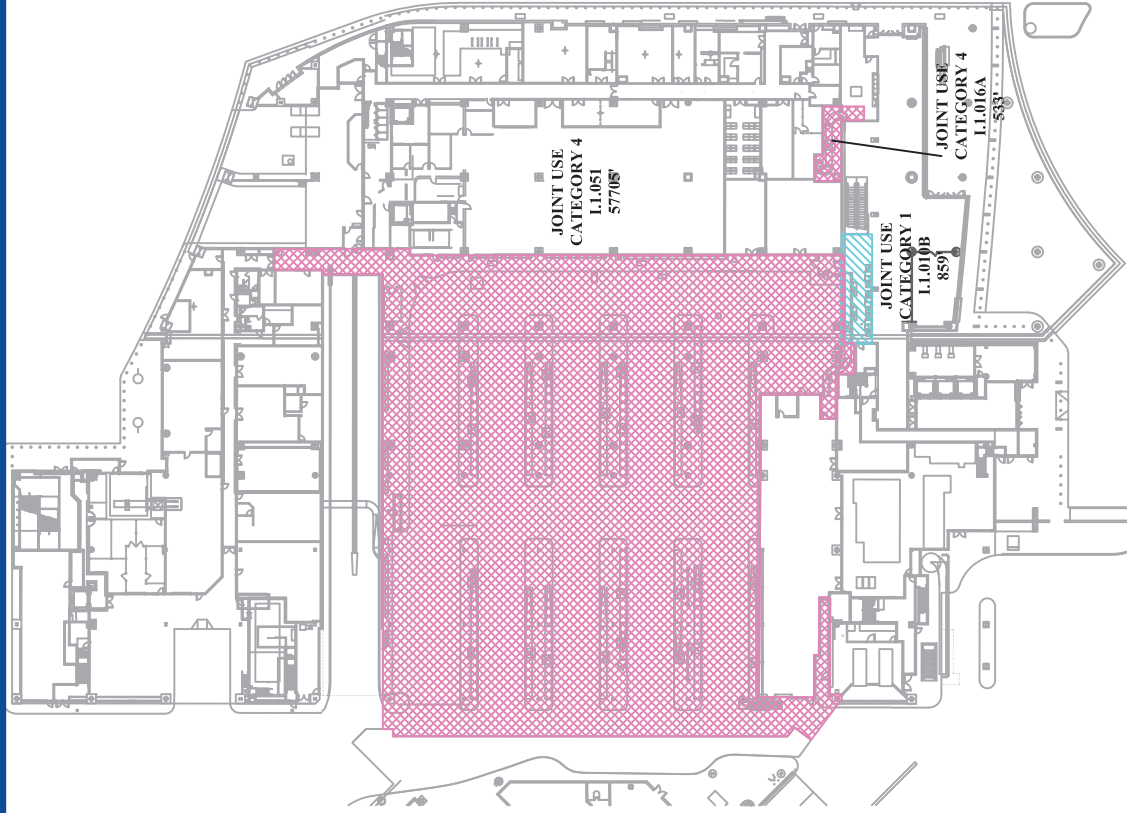 JOINT USE
CATEGORY 4
I.1.051
57705'
JOINT USE
CATEGORY 1
I.1.010B
859'
JOINT USE
CATEGORY 4
I.1.016A
533'